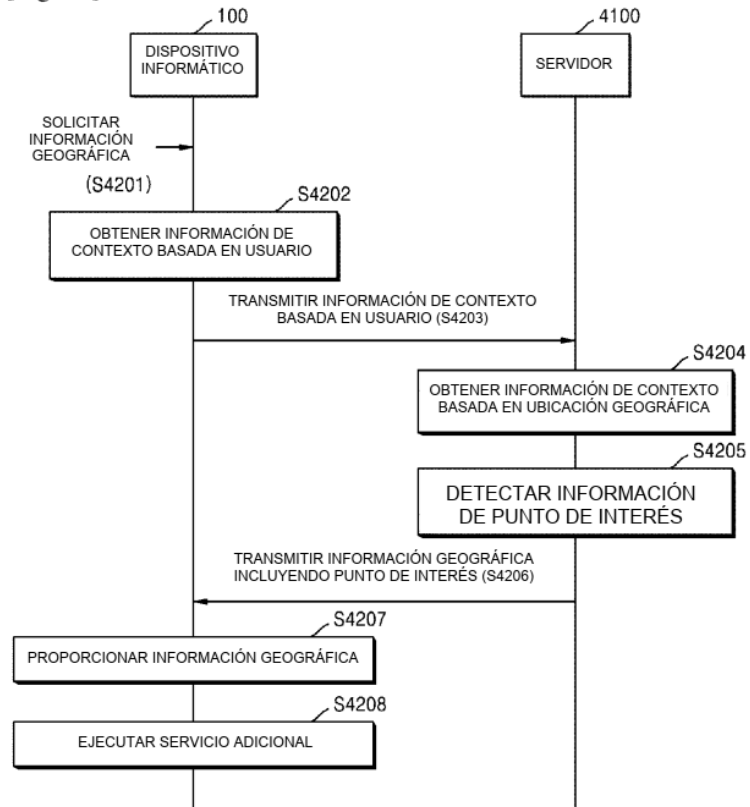 100
4100
DISPOSITIVO
INFORMÁTICO
SERVIDOR
SOLICITAR
INFORMACIÓN
GEOGRÁFICA
(S4201)
S4202
OBTENER INFORMACIÓN DE
CONTEXTO BASADA EN USUARIO
TRANSMITIR INFORMACIÓN DE CONTEXTO
BASADA EN USUARIO (S4203)
S4204
OBTENER INFORMACIÓN DE CONTEXTO
BASADA EN UBICACIÓN GEOGRÁFICA
S4205
DETECTAR INFORMACIÓN
DE PUNTO DE INTERÉS
TRANSMITIR INFORMACIÓN GEOGRÁFICA
INCLUYENDO PUNTO DE INTERÉS (S4206)
S4207
PROPORCIONAR INFORMACIÓN GEOGRÁFICA
S4208
EJECUTAR SERVICIO ADICIONAL